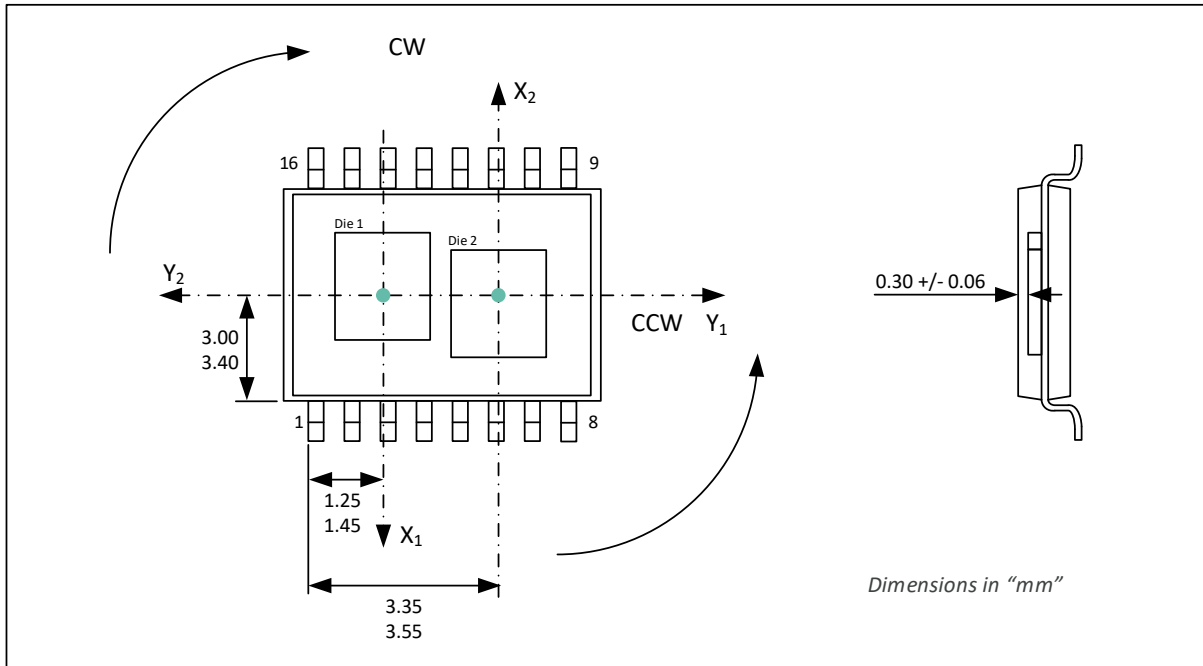 CW
X₂
16
9
Die 1
Die 2
Y₂
0.30 +/- 0.06
CCW
Y₁
3.00
3.40
1
8
1.25
1.45
X₁
3.35
3.55
Dimensions in “mm”